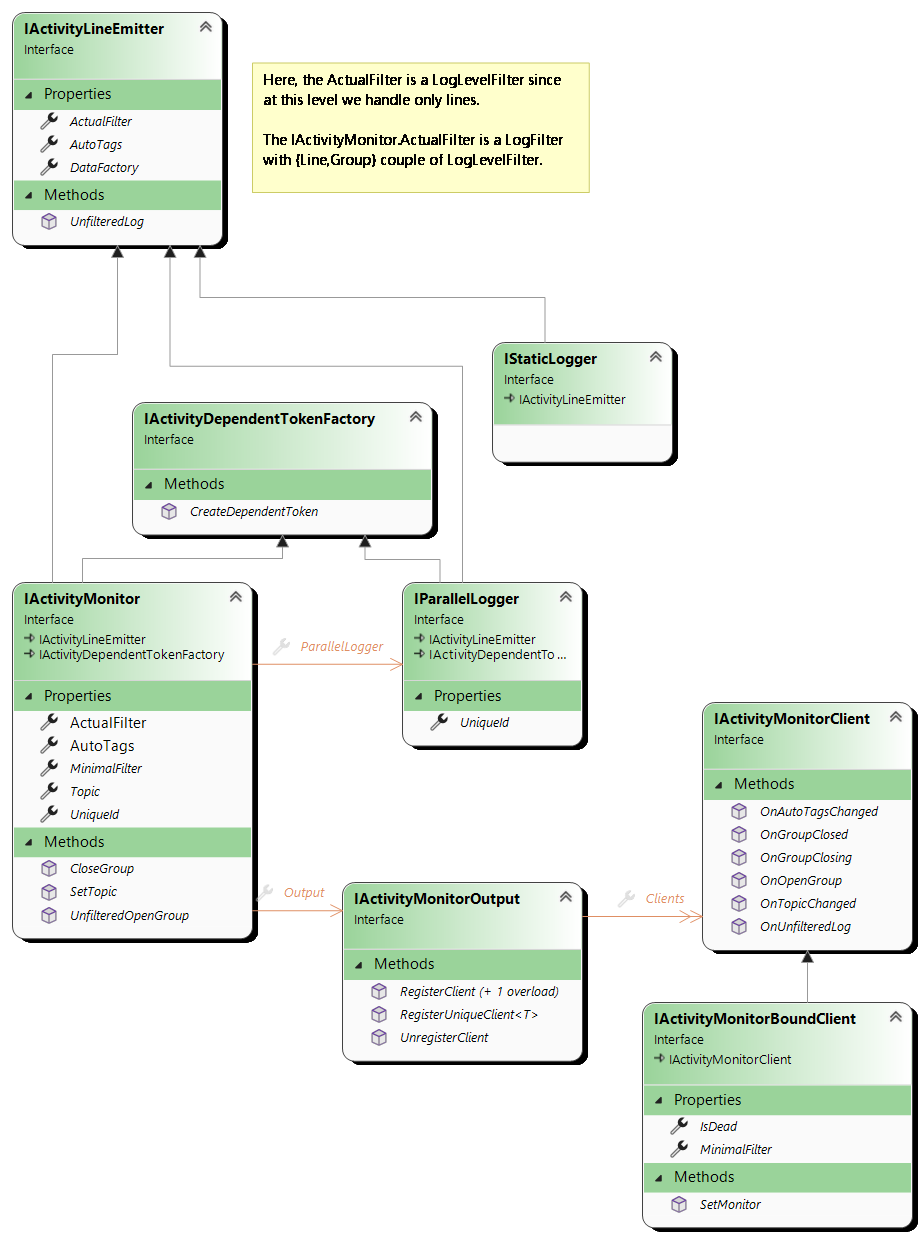 IActivityLineEmitter
Interface
Properties
ActualFilter
AutoTags
DataFactory
Methods
UnfilteredLog
Here, the ActualFilter is a LogLevelFilter since
at this level we handle only lines.
The IActivityMonitor.ActualFilter is a LogFilter
with {Line,Group} couple of LogLevelFilter.
IStaticLogger
Interface
IActivityLineEmitter
IActivityDependentTokenFactory
Interface
Methods
CreateDependentToken
IActivityMonitor
Interface
IActivityLineEmitter
IActivityDependentTokenFactory
Properties
ActualFilter
AutoTags
MinimalFilter
Topic
UniqueId
Methods
CloseGroup
SetTopic
UnfilteredOpenGroup
ParallelLogger
IParallelLogger
Interface
IActivityLineEmitter
IActivityDependentTo ...
Properties
UniqueId
Output
IActivityMonitorOutput
Interface
Methods
RegisterClient (+ 1 overload)
RegisterUniqueClient<T>
UnregisterClient
Clients
IActivityMonitorClient
Interface
Methods
OnAutoTagsChanged
OnGroupClosed
OnGroupClosing
OnOpenGroup
OnTopicChanged
OnUnfilteredLog
IActivityMonitorBoundClient
Interface
IActivityMonitorClient
Properties
IsDead
MinimalFilter
Methods
SetMonitor